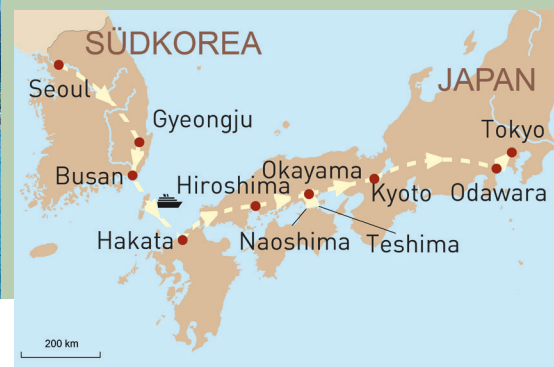 SÜDKOREA
JAPAN
Seoul
Gyeongju
Tokyo
Busan
Hiroshima
Okayama
Kyoto
Odawara
Hakata
Naoshima
Teshima
200 km